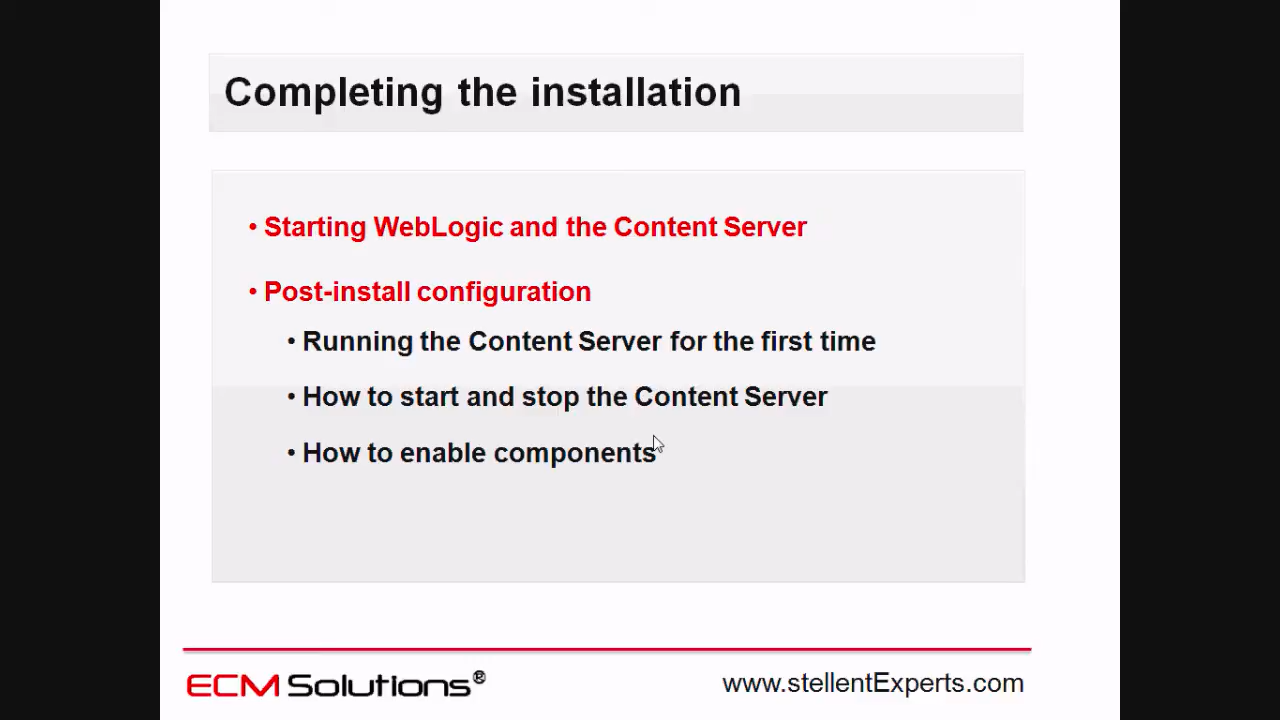 Completing the installation
• Starting WebLogic and the Content Server
• Post-install configuration
• Running the Content Server for the first time
• How to start and stop the Content Server
• How to enable components
ECM Solutions®
www.stellentExperts.com